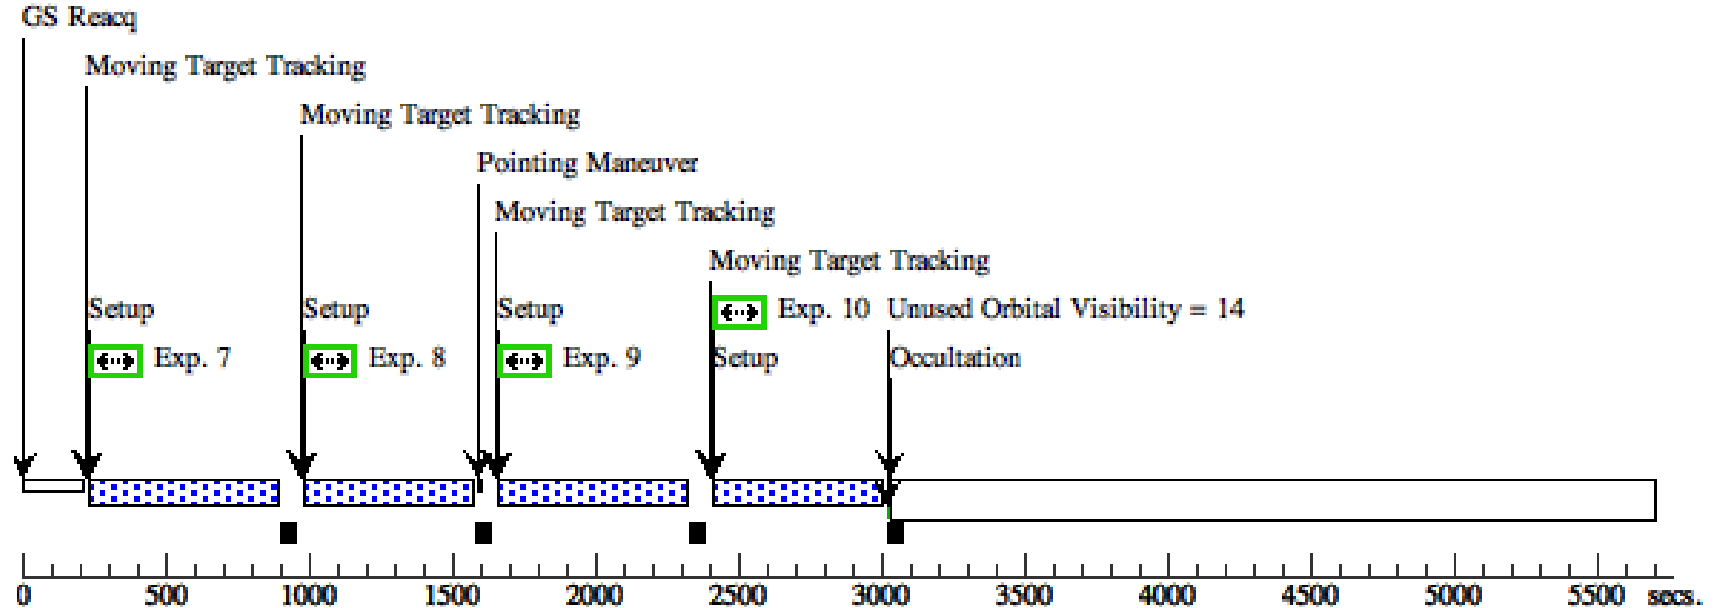 GS Reacq
Moving Target Tracking
Moving Target Tracking
Pointing Maneuver
Moving Target Tracking
Moving Target Tracking
Setup Setup Setup Exp. 10 Unused Orbital Visibility = 14
Exp. 7 Exp. 8 Exp. 9 Setup Occultation
0 500 1000 1500 2000 2500 3000 3500 4000 4500 5000 5500 secs.